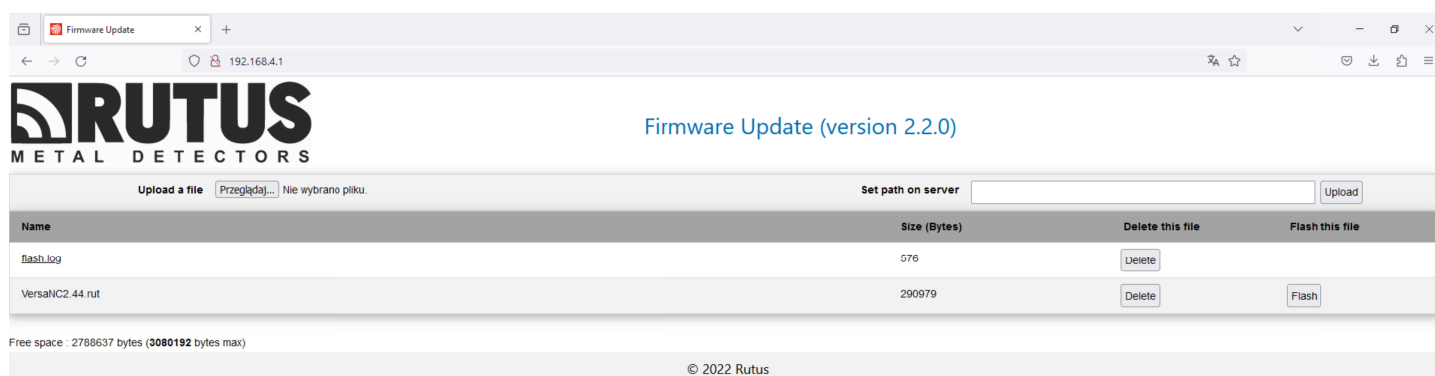 Firmware Update
192.168.4.1
RUTUS
METAL DETECTORS
Firmware Update (version 2.2.0)
Upload a file Przeglądaj... Nie wybrano pliku. Set path on server Upload
Name Size (Bytes) Delete this file Flash this file
flash.log 576 Delete
VersaNC2.44.rut 290979 Delete Flash
Free space : 2788637 bytes (3080192 bytes max)
© 2022 Rutus